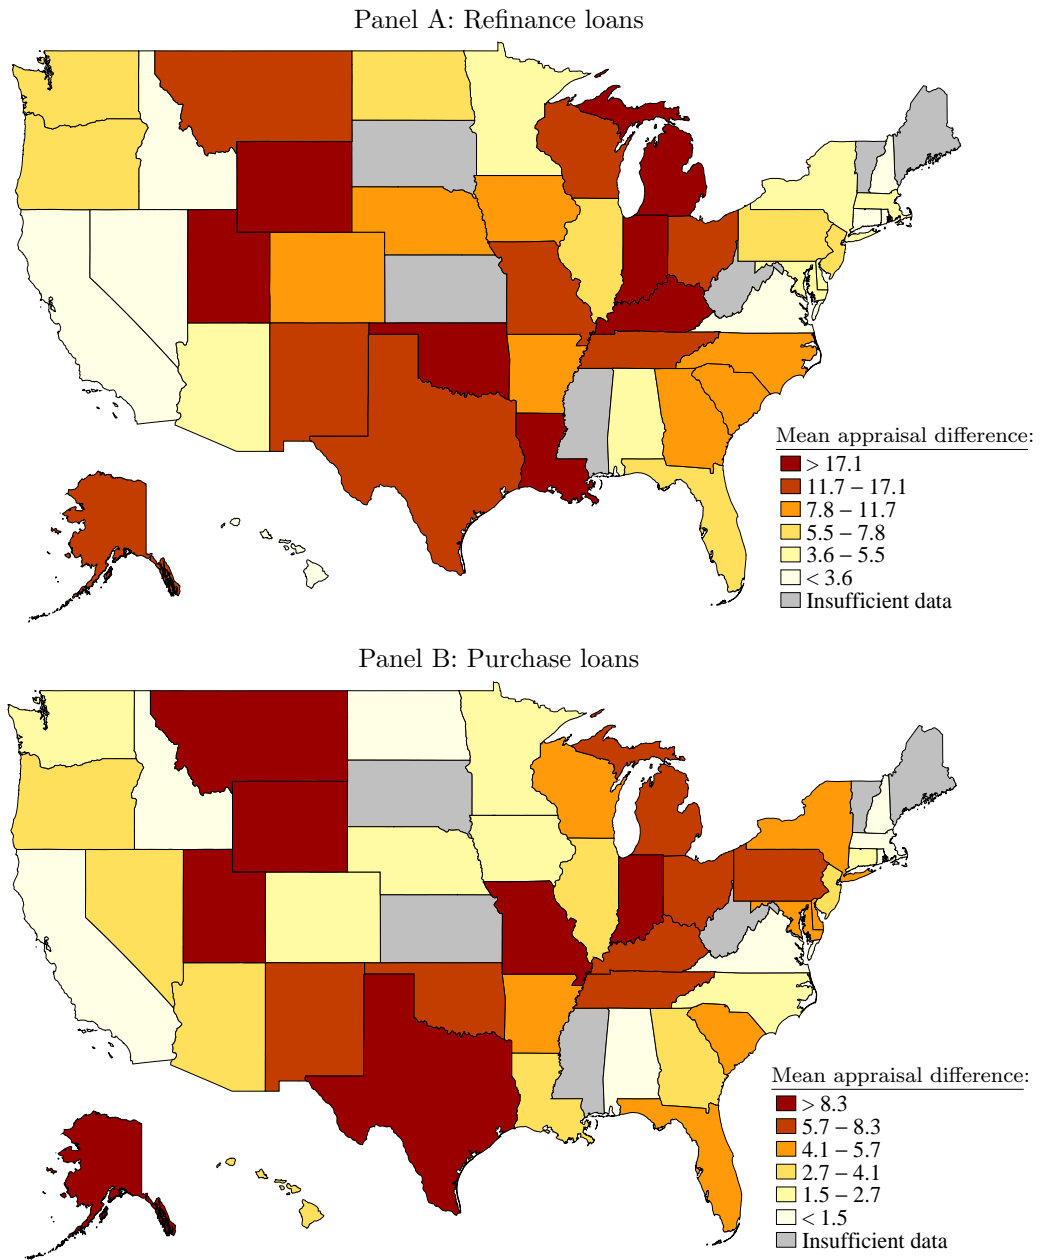 Panel A: Refinance loans
Mean appraisal difference:
> 17.1
11.7 – 17.1
7.8 – 11.7
5.5 – 7.8
3.6 – 5.5
< 3.6
Insufficient data
Panel B: Purchase loans
Mean appraisal difference:
> 8.3
5.7 – 8.3
4.1 – 5.7
2.7 – 4.1
1.5 – 2.7
< 1.5
Insufficient data